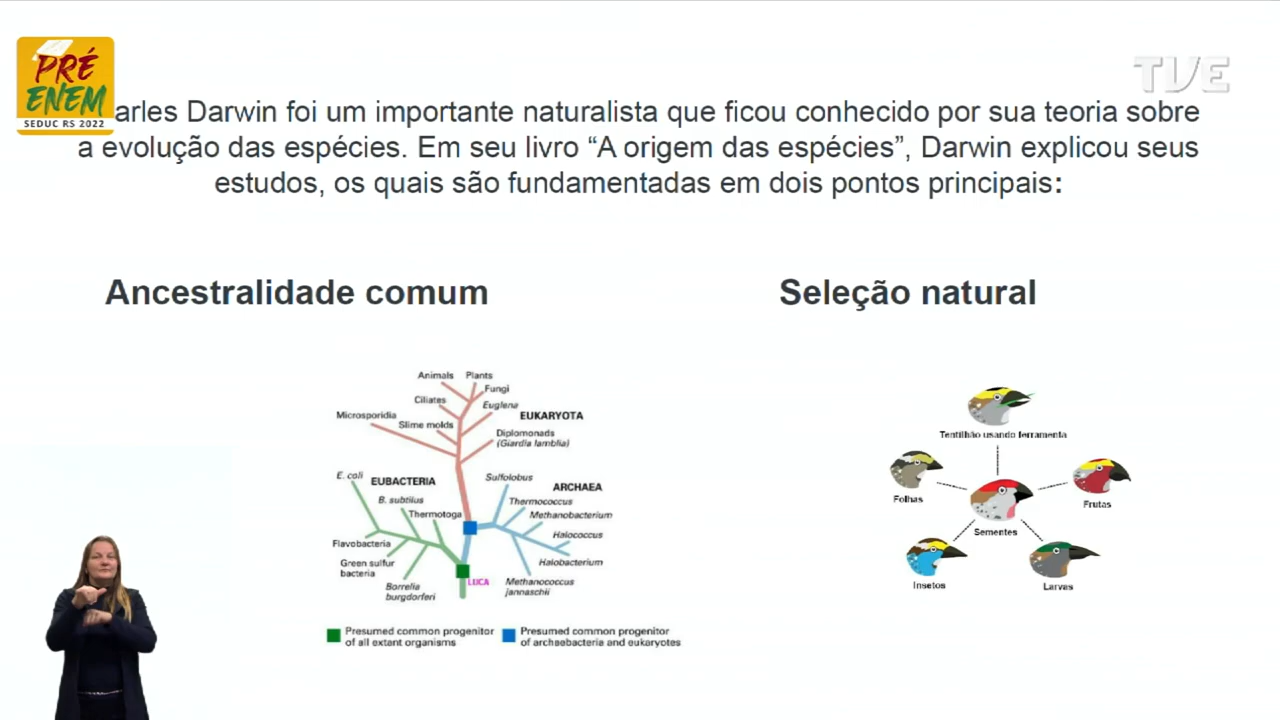 PRÉ
ENEM
SEDUC RS 2022
TVE
arles Darwin foi um importante naturalista que ficou conhecido por sua teoria sobre
a evolução das espécies. Em seu livro “A origem das espécies”, Darwin explicou seus
estudos, os quais são fundamentadas em dois pontos principais:
Ancestralidade comum
Seleção natural
Animals Plants
Fungi
Ciliates
Euglena
Microsporidia
EUKARYOTA
Slime molds
Diplomonads
(Giardia lamblia)
E. coli
EUBACTERIA
Sulfolobus
ARCHAEA
B. subtilus
Thermococcus
Thermotoga
Methanobacterium
Flavobacteria
Halococcus
Green sulfur
bacteria
Halobacterium
Borrelia
burgdorferi
LUCA
Methanococcus
jannaschii
Presumed common progenitor
of all extant organisms
Presumed common progenitor
of archaebacteria and eukaryotes
Tentilhão usando ferramenta
Folhas
Frutas
Sementes
Insetos
Larvas